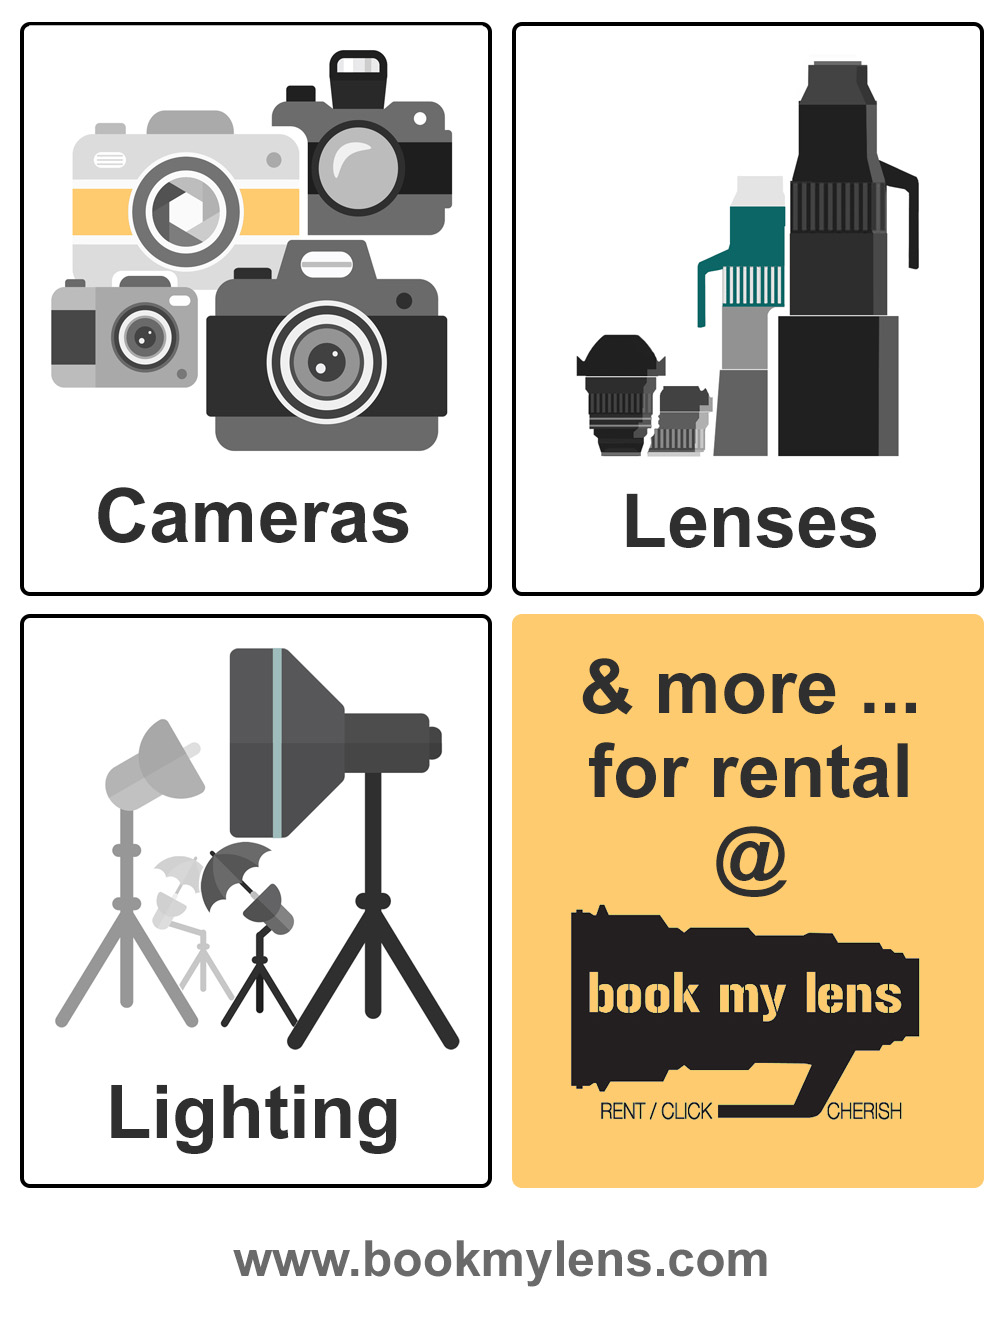 Cameras
Lenses
Lighting
& more ...
for rental
@
book my lens
RENT / CLICK CHERISH
www.bookmylens.com